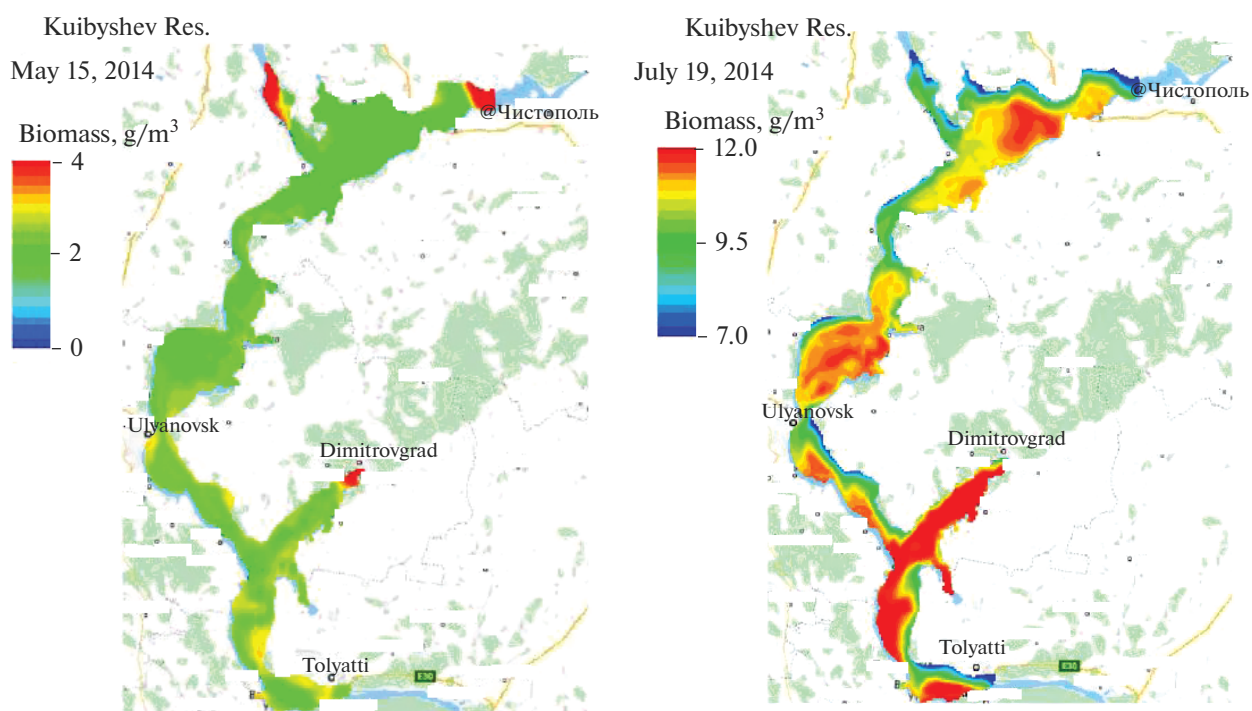 Kuibyshev Res.
May 15, 2014
@Чистополь
Biomass, g/m³
4
2
0
Ulyanovsk
Dimitrovgrad
Tolyatti
E30
Kuibyshev Res.
July 19, 2014
@Чистополь
Biomass, g/m³
12.0
9.5
7.0
Ulyanovsk
Dimitrovgrad
Tolyatti
E30